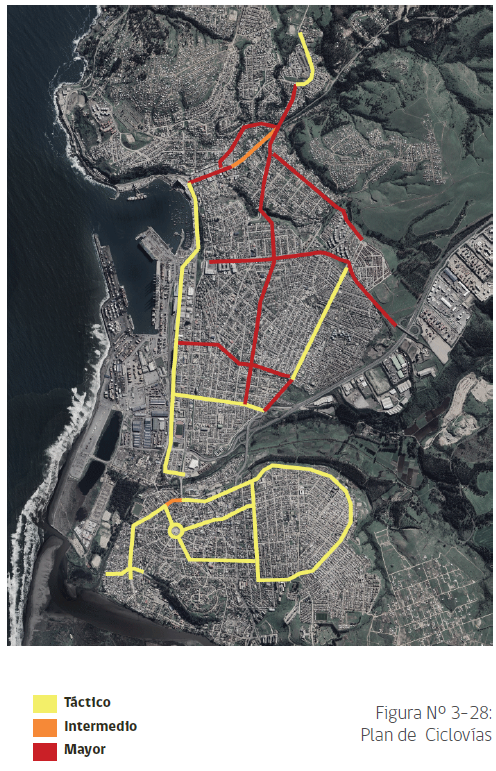 Táctico
Intermedio
Mayor
Figura Nº 3-28:
Plan de Ciclovías